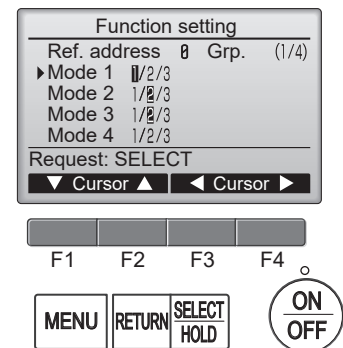 Function setting
Ref. address 0 Grp. (1/4)
▶Mode 1 1/2/3
Mode 2 1/2/3
Mode 3 1/2/3
Mode 4 1/2/3
Request: SELECT
▼ Cursor ▲ ◀ Cursor ▶
F1 F2 F3 F4
MENU RETURN SELECT HOLD ON OFF